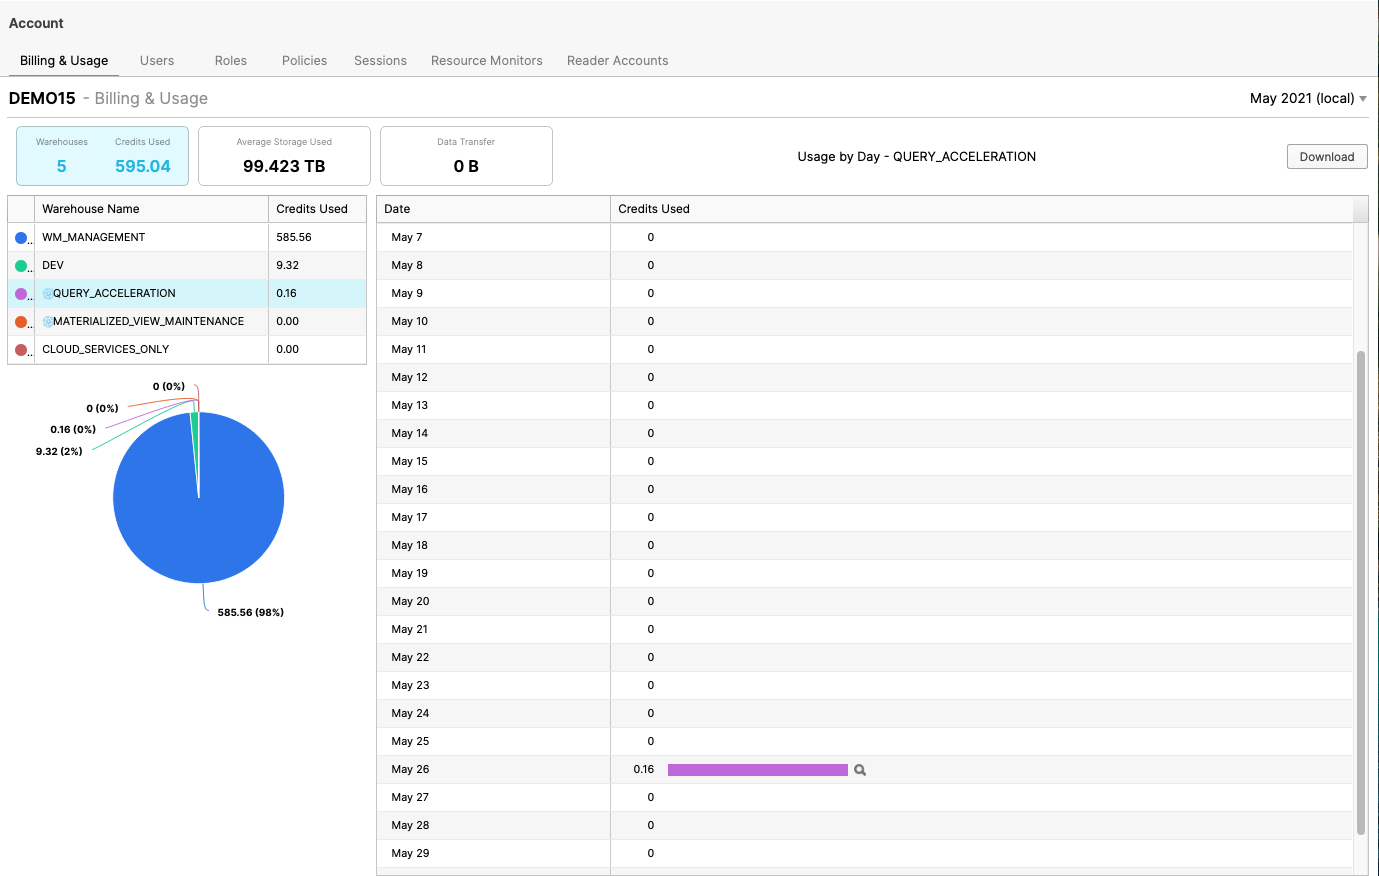 Account
Billing & Usage Users Roles Policies Sessions Resource Monitors Reader Accounts
DEMO15 - Billing & Usage May 2021 (local)
Warehouses Credits Used Average Storage Used Data Transfer
5 595.04 99.423 TB 0 B
Usage by Day - QUERY_ACCELERATION Download
Warehouse Name Credits Used
.. WM_MANAGEMENT 585.56
.. DEV 9.32
.. QUERY_ACCELERATION 0.16
.. MATERIALIZED_VIEW_MAINTENANCE 0.00
.. CLOUD_SERVICES_ONLY 0.00
0 (0%)
0 (0%)
0.16 (0%)
9.32 (2%)
585.56 (98%)
Date Credits Used
May 7 0
May 8 0
May 9 0
May 10 0
May 11 0
May 12 0
May 13 0
May 14 0
May 15 0
May 16 0
May 17 0
May 18 0
May 19 0
May 20 0
May 21 0
May 22 0
May 23 0
May 24 0
May 25 0
May 26 0.16
May 27 0
May 28 0
May 29 0